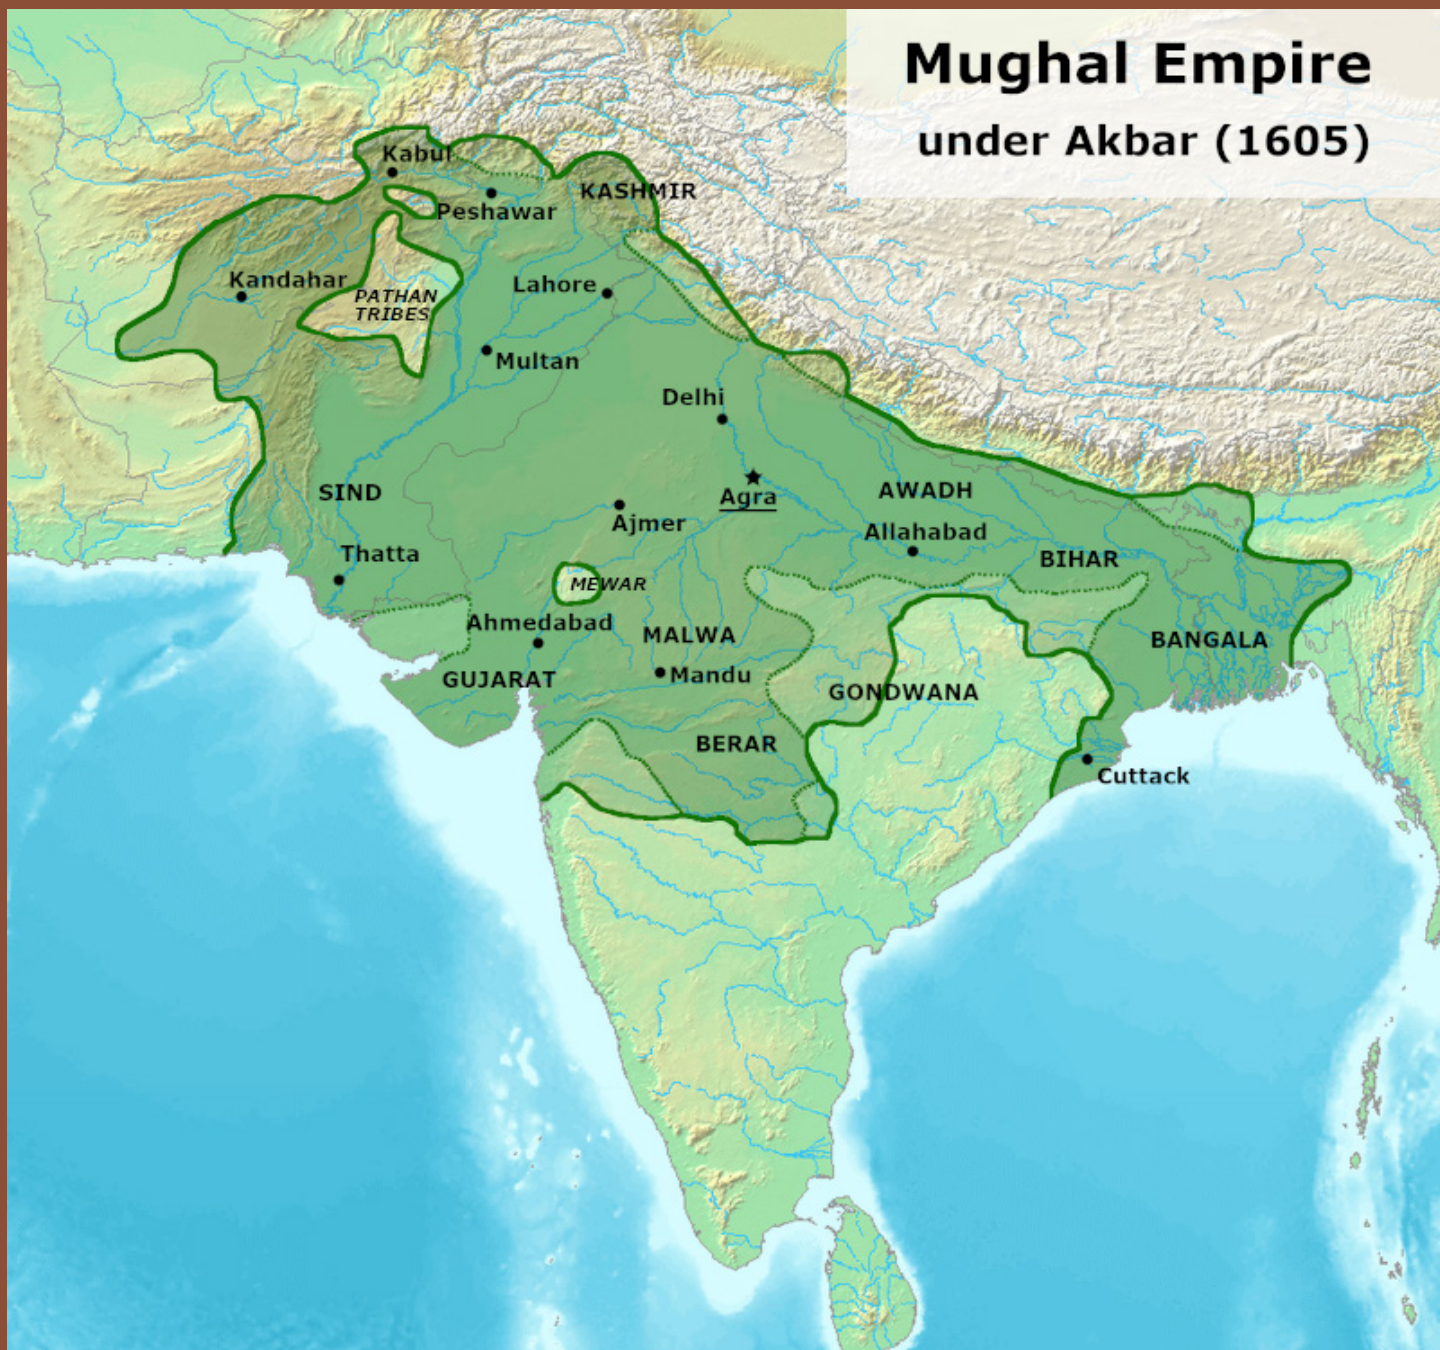 Mughal Empire
under Akbar (1605)
Kabul
KASHMIR
Peshawar
Kandahar
Lahore
PATHAN
TRIBES
Multan
Delhi
SIND
Agra
AWADH
Ajmer
Allahabad
Thatta
BIHAR
MEWAR
Ahmedabad
MALWA
BANGALA
Mandu
GUJARAT
GONDWANA
BERAR
Cuttack